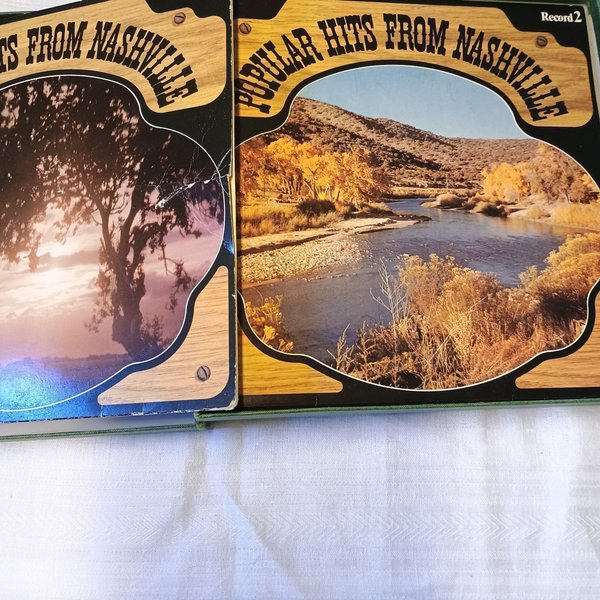 TS FROM NASHVILLE
Record 2
POPULAR HITS FROM NASHVILLE